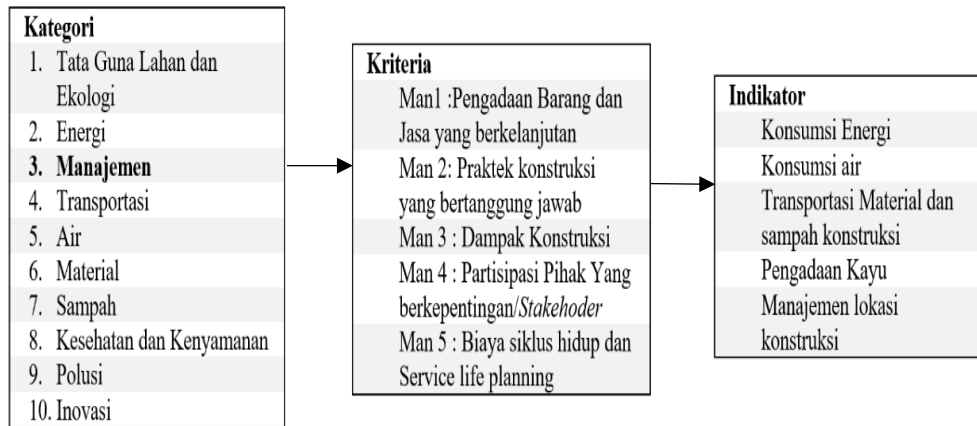 Kategori
1. Tata Guna Lahan dan
Ekologi
2. Energi
3. Manajemen
4. Transportasi
5. Air
6. Material
7. Sampah
8. Kesehatan dan Kenyamanan
9. Polusi
10. Inovasi
Kriteria
Man1 :Pengadaan Barang dan
Jasa yang berkelanjutan
Man 2: Praktek konstruksi
yang bertanggung jawab
Man 3 : Dampak Konstruksi
Man 4 : Partisipasi Pihak Yang
berkepentingan/Stakehoder
Man 5 : Biaya siklus hidup dan
Service life planning
Indikator
Konsumsi Energi
Konsumsi air
Transportasi Material dan
sampah konstruksi
Pengadaan Kayu
Manajemen lokasi
konstruksi